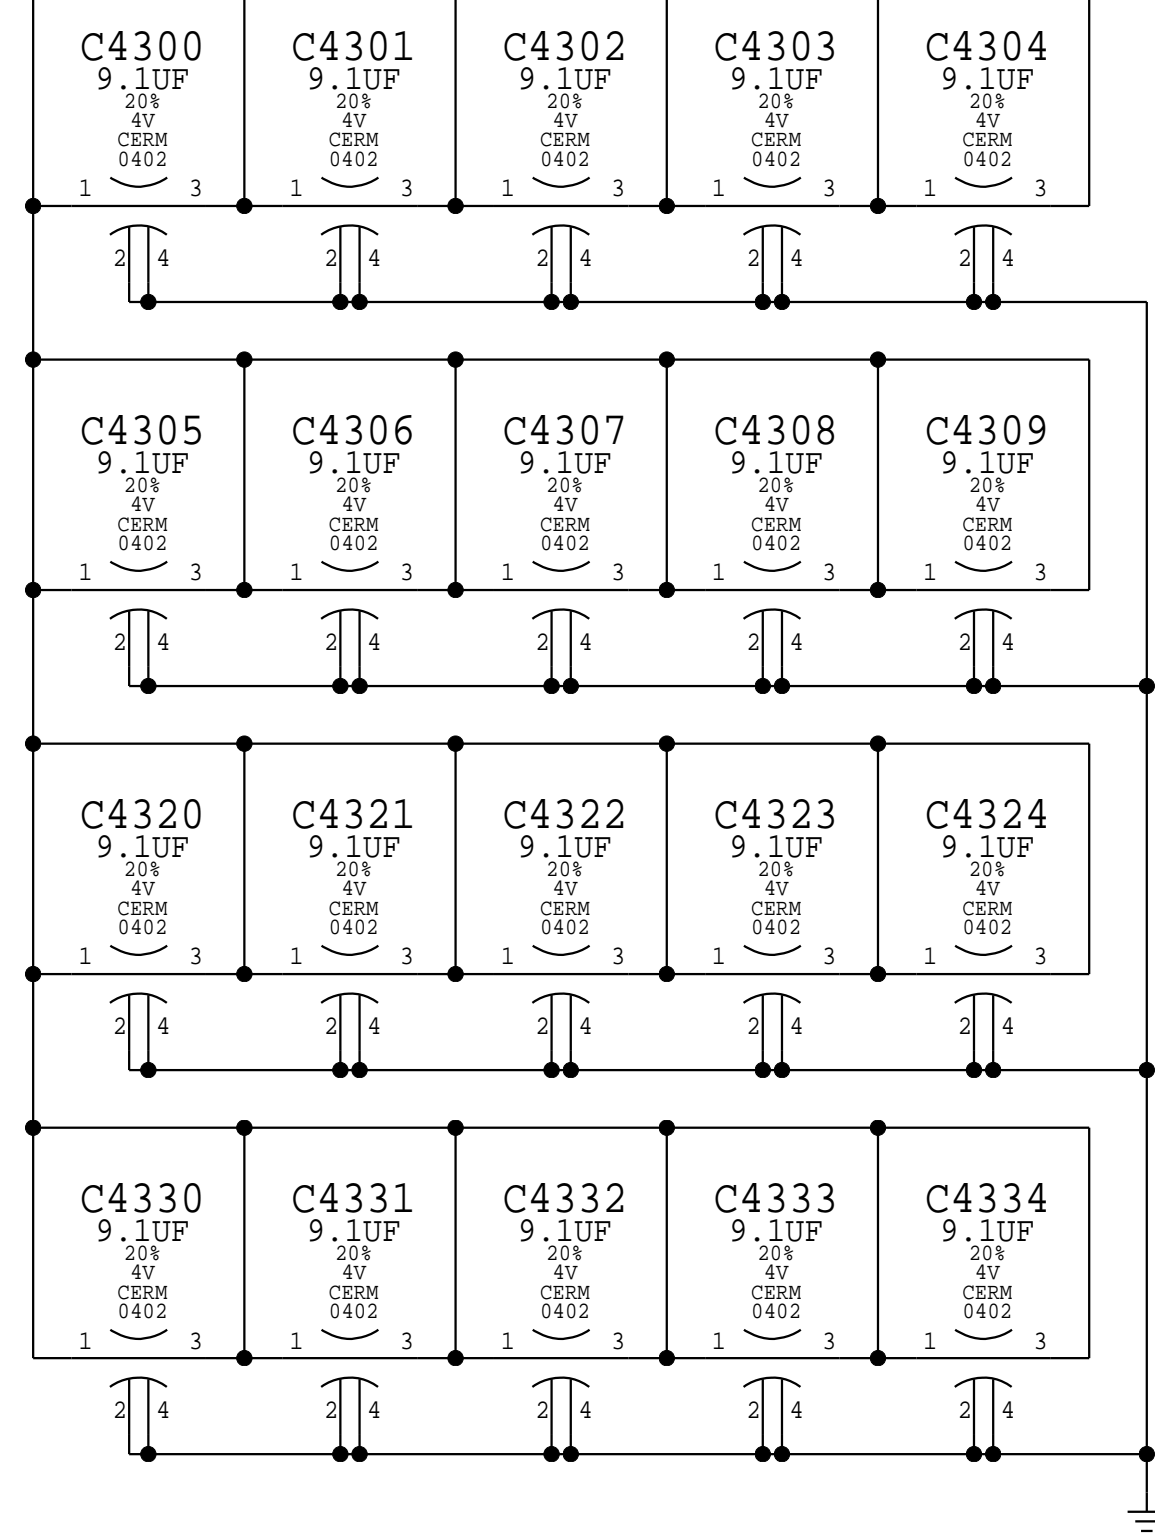 C4300 C4301 C4302 C4303 C4304
9.1UF 9.1UF 9.1UF 9.1UF 9.1UF
20% 20% 20% 20% 20%
4V 4V 4V 4V 4V
CERM CERM CERM CERM CERM
0402 0402 0402 0402 0402
1 3 1 3 1 3 1 3 1 3
2 4 2 4 2 4 2 4 2 4
C4305 C4306 C4307 C4308 C4309
9.1UF 9.1UF 9.1UF 9.1UF 9.1UF
20% 20% 20% 20% 20%
4V 4V 4V 4V 4V
CERM CERM CERM CERM CERM
0402 0402 0402 0402 0402
1 3 1 3 1 3 1 3 1 3
2 4 2 4 2 4 2 4 2 4
C4320 C4321 C4322 C4323 C4324
9.1UF 9.1UF 9.1UF 9.1UF 9.1UF
20% 20% 20% 20% 20%
4V 4V 4V 4V 4V
CERM CERM CERM CERM CERM
0402 0402 0402 0402 0402
1 3 1 3 1 3 1 3 1 3
2 4 2 4 2 4 2 4 2 4
C4330 C4331 C4332 C4333 C4334
9.1UF 9.1UF 9.1UF 9.1UF 9.1UF
20% 20% 20% 20% 20%
4V 4V 4V 4V 4V
CERM CERM CERM CERM CERM
0402 0402 0402 0402 0402
1 3 1 3 1 3 1 3 1 3
2 4 2 4 2 4 2 4 2 4